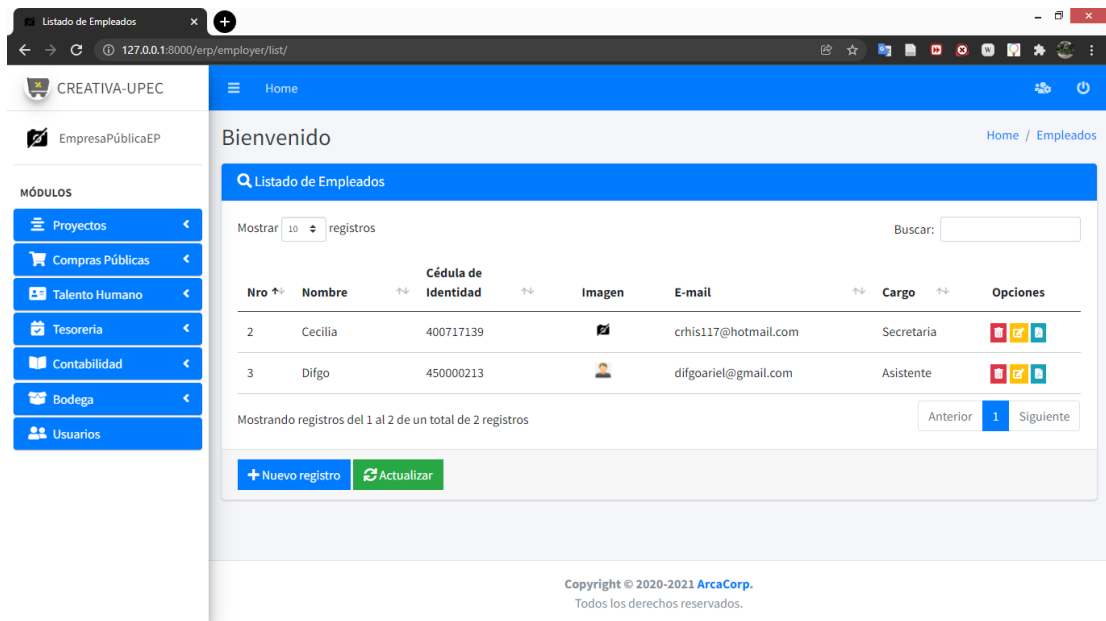 Listado de Empleados
127.0.0.1:8000/erp/employer/list/
CREATIVA-UPEC
Home
EmpresaPúblicaEP
Bienvenido
Home / Empleados
MÓDULOS
Proyectos
Compras Públicas
Talento Humano
Tesoreria
Contabilidad
Bodega
Usuarios
Listado de Empleados
Mostrar 10 registros
Buscar:
Nro Nombre Cédula de Identidad Imagen E-mail Cargo Opciones
2 Cecilia 400717139 crhis117@hotmail.com Secretaria
3 Difgo 450000213 difgoariel@gmail.com Asistente
Mostrando registros del 1 al 2 de un total de 2 registros
Anterior 1 Siguiente
Nuevo registro Actualizar
Copyright © 2020-2021 ArcaCorp.
Todos los derechos reservados.